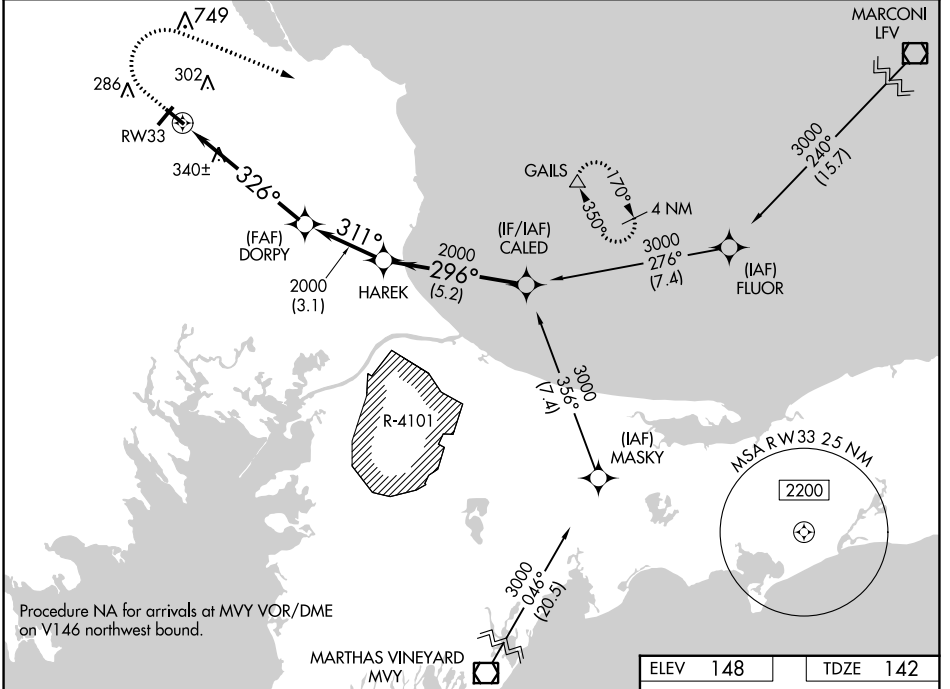 749
MARCONI
LFV
286
302
RW33
340±
326°
3000
240°
(15.7)
GAILS
170°
350°
4 NM
(FAF)
DORPY
311°
(IF/IAF)
CALED
2000
296°
(5.2)
3000
276°
(7.4)
(IAF)
FLUOR
2000
(3.1)
HAREK
R-4101
3000
356°
(7.4)
(IAF)
MASKY
MSA RW33 25 NM
2200
3000
046°
(20.5)
Procedure NA for arrivals at MVY VOR/DME
on V146 northwest bound.
MARTHAS VINEYARD
MVY
ELEV 148
TDZE 142